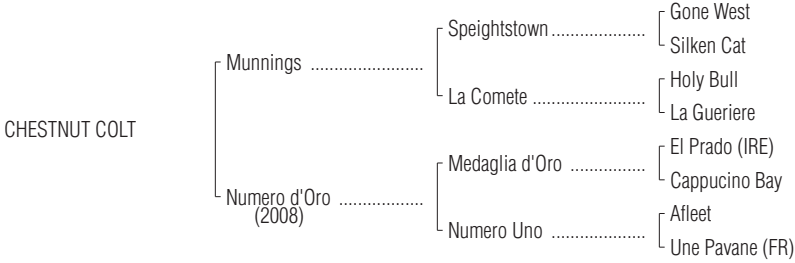 Gone West
Speightstown ....................
Silken Cat
Munnings ........................
Holy Bull
La Comete ........................
La Gueriere
CHESTNUT COLT
El Prado (IRE)
Medaglia d'Oro ................
Cappucino Bay
Numero d'Oro ..................
(2008)
Afleet
Numero Uno ....................
Une Pavane (FR)